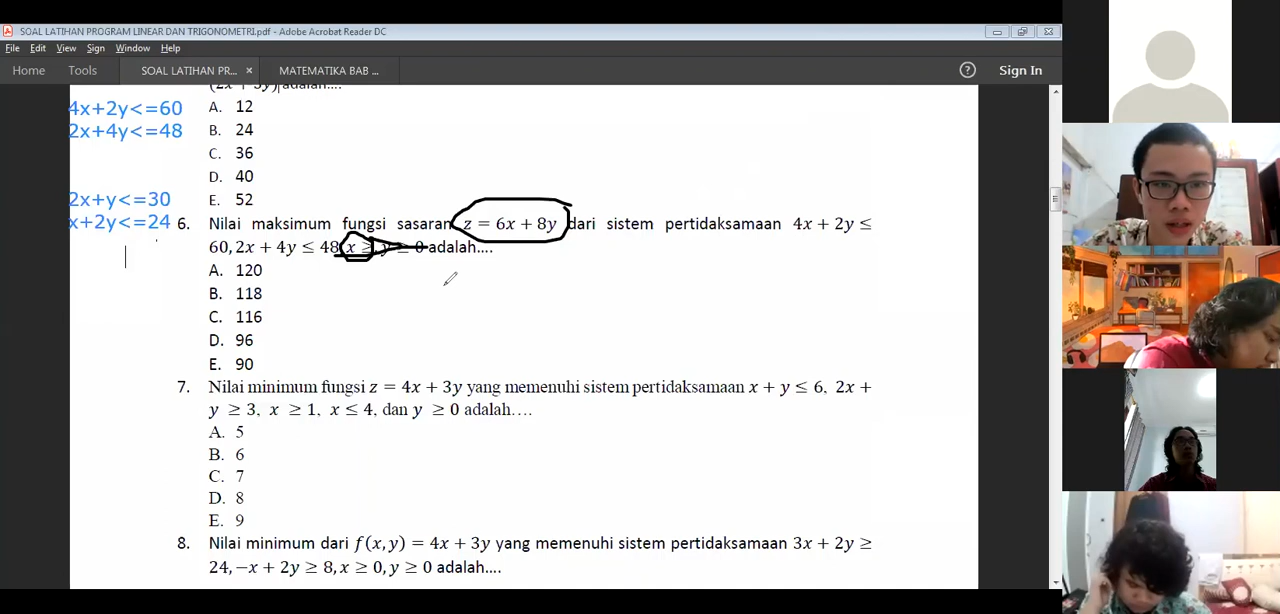 SOAL LATIHAN PROGRAM LINEAR DAN TRIGONOMETRI.pdf - Adobe Acrobat Reader DC
File Edit View Sign Window Help
Home Tools SOAL LATIHAN PR... × MATEMATIKA BAB ... ? Sign In
adalah....
4x+2y<=60
2x+4y<=48
2x+y<=30
x+2y<=24
A. 12
B. 24
C. 36
D. 40
E. 52
6. Nilai maksimum fungsi sasaran z = 6x + 8y dari sistem pertidaksamaan 4x + 2y ≤
60, 2x + 4y ≤ 48 x ≥ y ≥ 0 adalah....
A. 120
B. 118
C. 116
D. 96
E. 90
7. Nilai minimum fungsi z = 4x + 3y yang memenuhi sistem pertidaksamaan x + y ≤ 6, 2x +
y ≥ 3, x ≥ 1, x ≤ 4, dan y ≥ 0 adalah....
A. 5
B. 6
C. 7
D. 8
E. 9
8. Nilai minimum dari f(x, y) = 4x + 3y yang memenuhi sistem pertidaksamaan 3x + 2y ≥
24, −x + 2y ≥ 8, x ≥ 0, y ≥ 0 adalah....